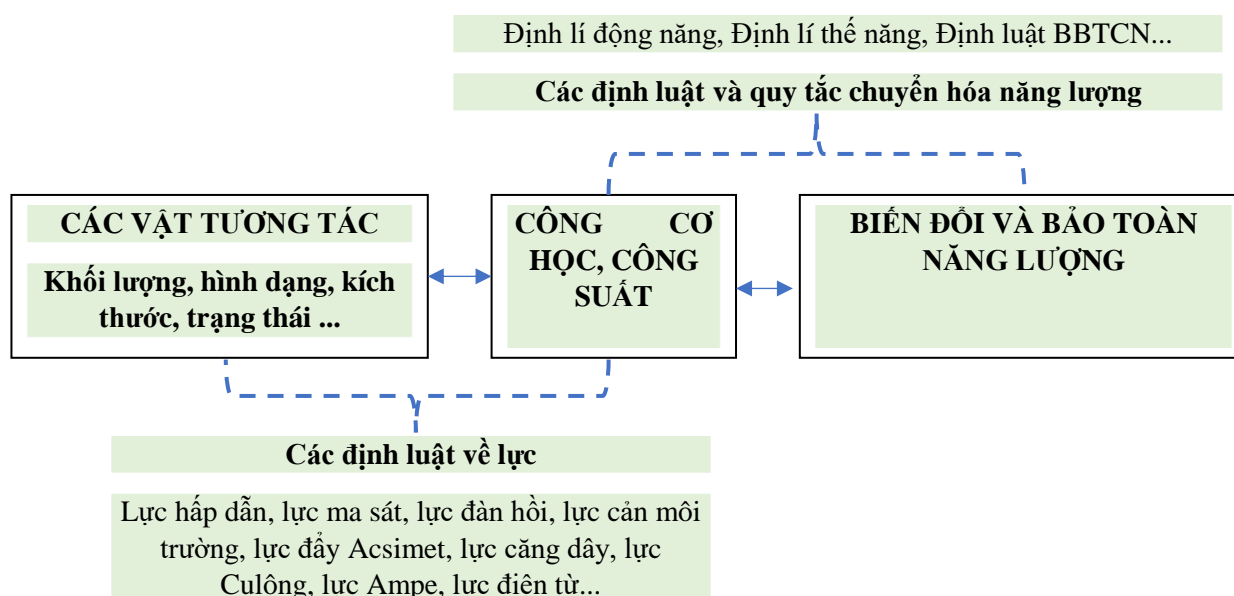 Định lí động năng, Định lí thế năng, Định luật BBTCN...
Các định luật và quy tắc chuyển hóa năng lượng
CÁC VẬT TƯƠNG TÁC
Khối lượng, hình dạng, kích
thước, trạng thái ...
CÔNG CƠ
HỌC, CÔNG
SUẤT
BIẾN ĐỔI VÀ BẢO TOÀN
NĂNG LƯỢNG
Các định luật về lực
Lực hấp dẫn, lực ma sát, lực đàn hồi, lực cản môi
trường, lực đẩy Acsimet, lực căng dây, lực
Culông, lực Ampe, lực điện từ...